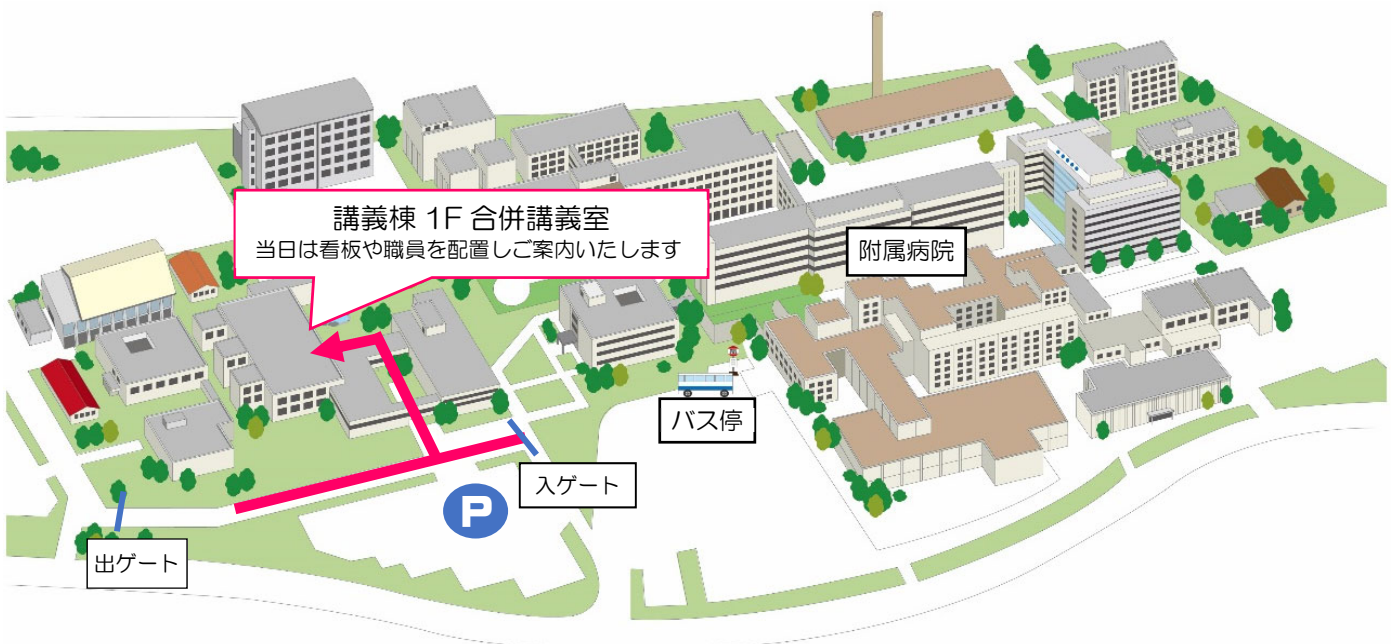 講義棟 1F 合併講義室
当日は看板や職員を配置しご案内いたします
附属病院
バス停
入ゲート
P
出ゲート